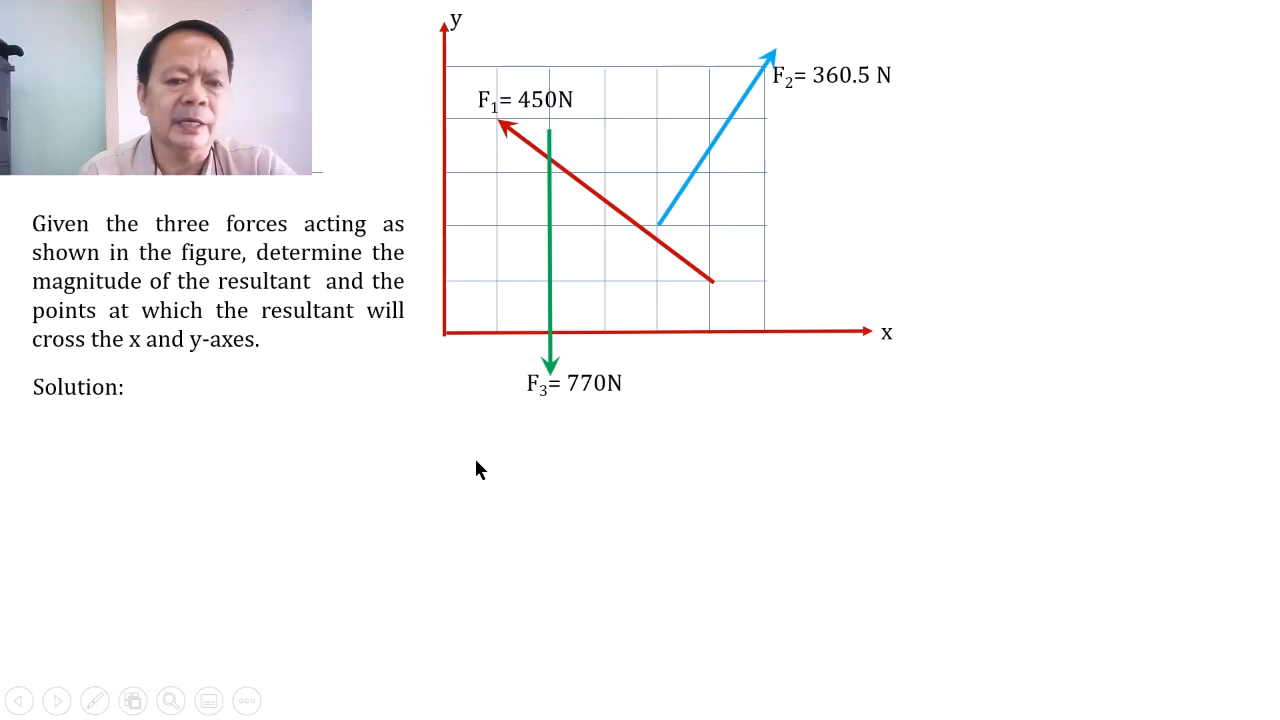 y
F₂= 360.5 N
F₁= 450N
x
F₃= 770N
Given the three forces acting as
shown in the figure, determine the
magnitude of the resultant and the
points at which the resultant will
cross the x and y-axes.
Solution: